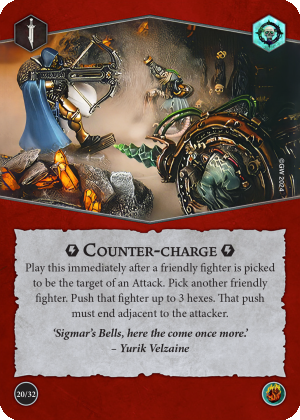 ©GW 2024
COUNTER-CHARGE
Play this immediately after a friendly fighter is picked
to be the target of an Attack. Pick another friendly
fighter. Push that fighter up to 3 hexes. That push
must end adjacent to the attacker.
‘Sigmar's Bells, here the come once more.’
– Yurik Velzaine
20/32